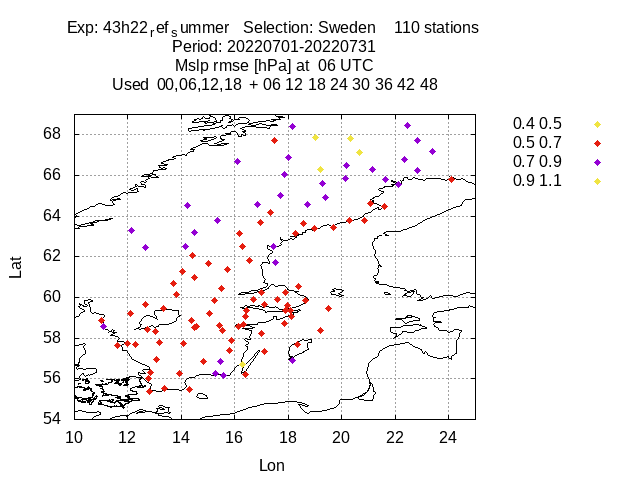 Exp: 43h22refsummer Selection: Sweden 110 stations
Period: 20220701-20220731
Mslp rmse [hPa] at 06 UTC
Used 00,06,12,18 + 06 12 18 24 30 36 42 48
0.4 0.5
0.5 0.7
0.7 0.9
0.9 1.1
68
66
64
62
60
58
56
54
Lat
10 12 14 16 18 20 22 24
Lon